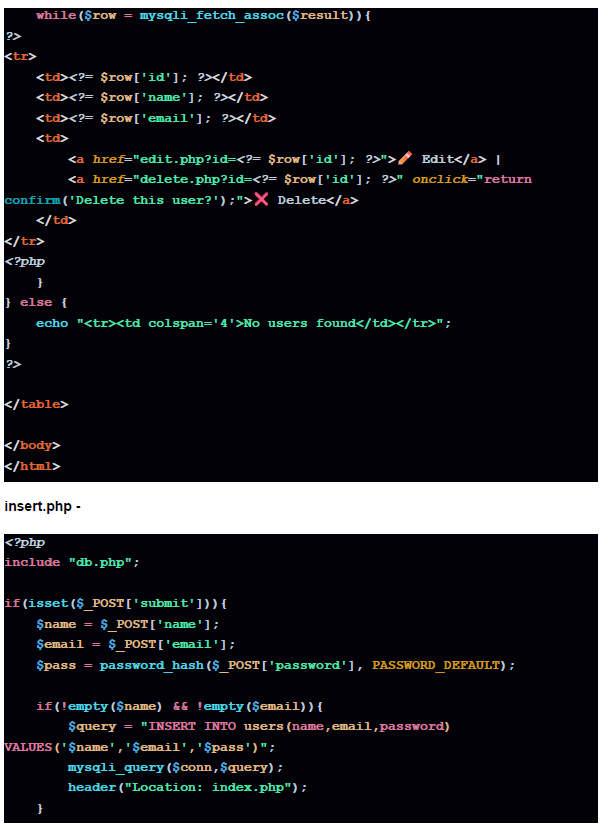 while($row = mysqli_fetch_assoc($result)){
?>
<tr>
    <td><?= $row['id']; ?></td>
    <td><?= $row['name']; ?></td>
    <td><?= $row['email']; ?></td>
    <td>
        <a href="edit.php?id=<?= $row['id']; ?>">✏️ Edit</a> |
        <a href="delete.php?id=<?= $row['id']; ?>" onclick="return
confirm('Delete this user?');">❌ Delete</a>
    </td>
</tr>
<?php
    }
} else {
    echo "<tr><td colspan='4'>No users found</td></tr>";
}
?>

</table>

</body>
</html>

insert.php -

<?php
include "db.php";

if(isset($_POST['submit'])){
    $name = $_POST['name'];
    $email = $_POST['email'];
    $pass = password_hash($_POST['password'], PASSWORD_DEFAULT);

    if(!empty($name) && !empty($email)){
        $query = "INSERT INTO users(name,email,password)
VALUES('$name','$email','$pass')";
        mysqli_query($conn,$query);
        header("Location: index.php");
    }